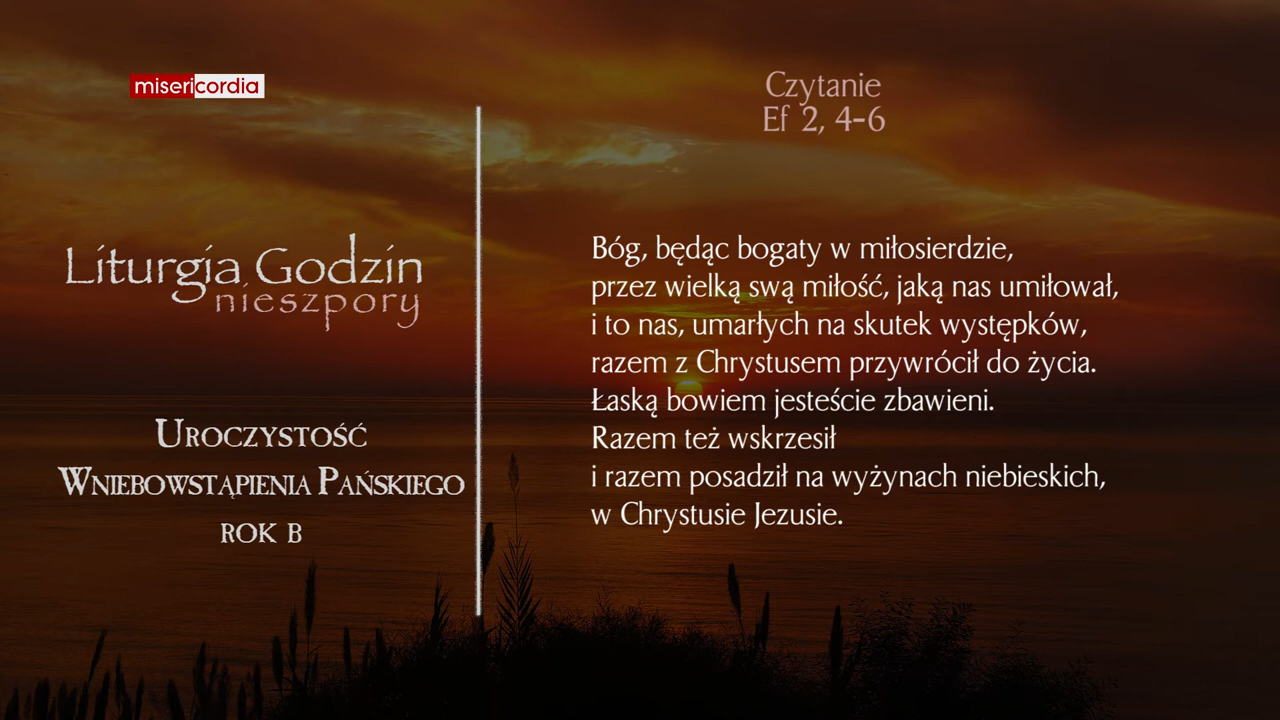 misericordia
Liturgia Godzin
nieszpory
Uroczystość
Wniebowstąpienia Pańskiego
rok B
Czytanie
Ef 2, 4-6
Bóg, będąc bogaty w miłosierdzie,
przez wielką swą miłość, jaką nas umiłował,
i to nas, umarłych na skutek występków,
razem z Chrystusem przywrócił do życia.
Łaską bowiem jesteście zbawieni.
Razem też wskrzesił
i razem posadził na wyżynach niebieskich,
w Chrystusie Jezusie.